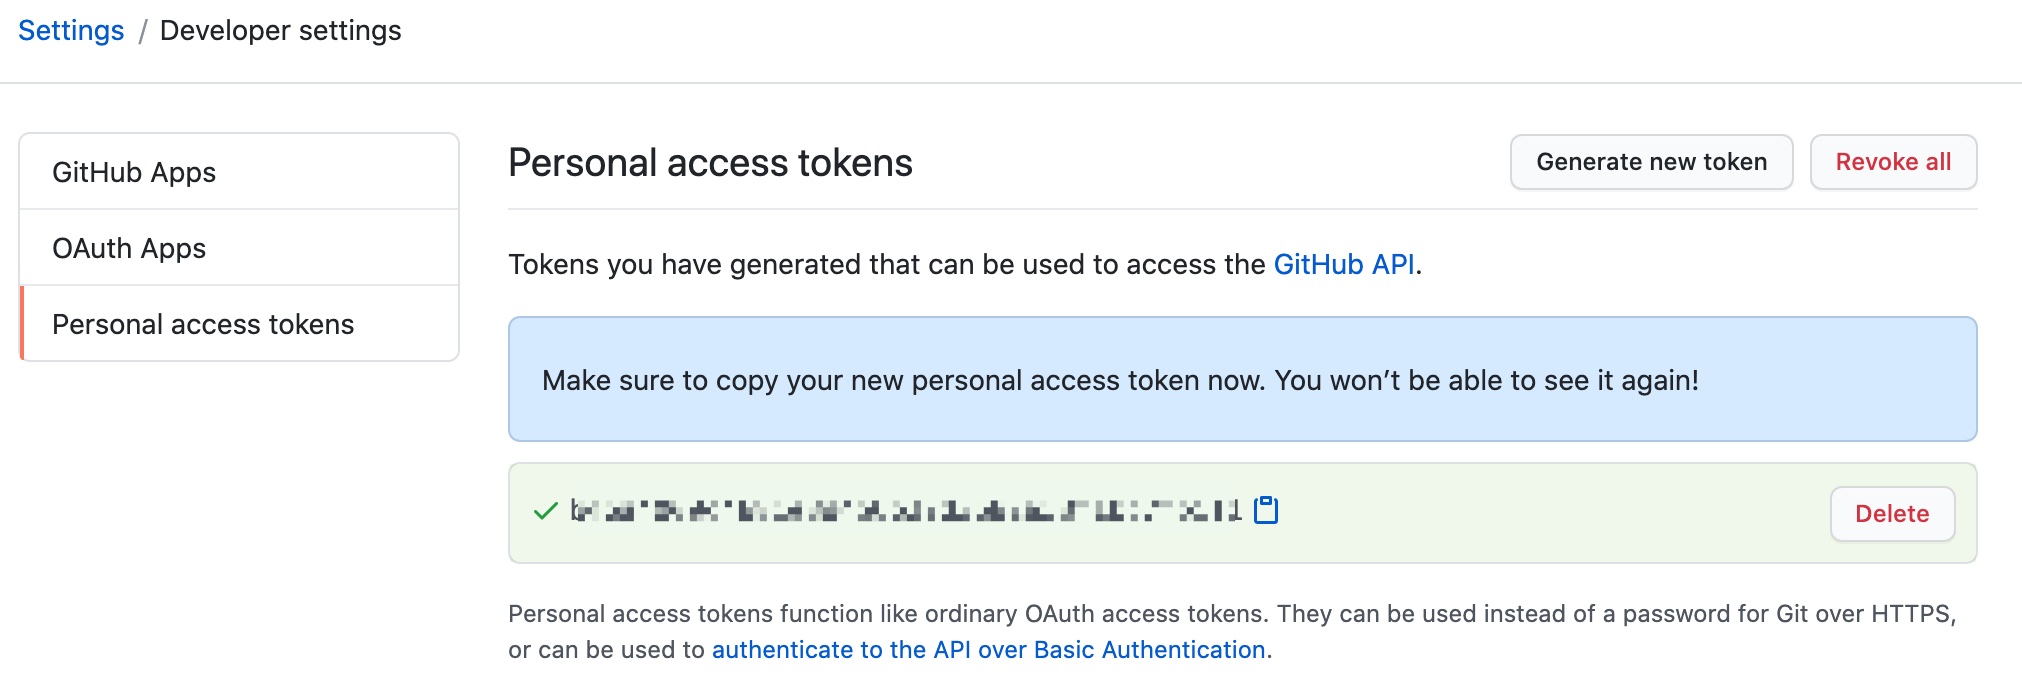 Settings / Developer settings
GitHub Apps
OAuth Apps
Personal access tokens
Personal access tokens
Generate new token
Revoke all
Tokens you have generated that can be used to access the GitHub API.
Make sure to copy your new personal access token now. You won’t be able to see it again!
Delete
Personal access tokens function like ordinary OAuth access tokens. They can be used instead of a password for Git over HTTPS,
or can be used to authenticate to the API over Basic Authentication.